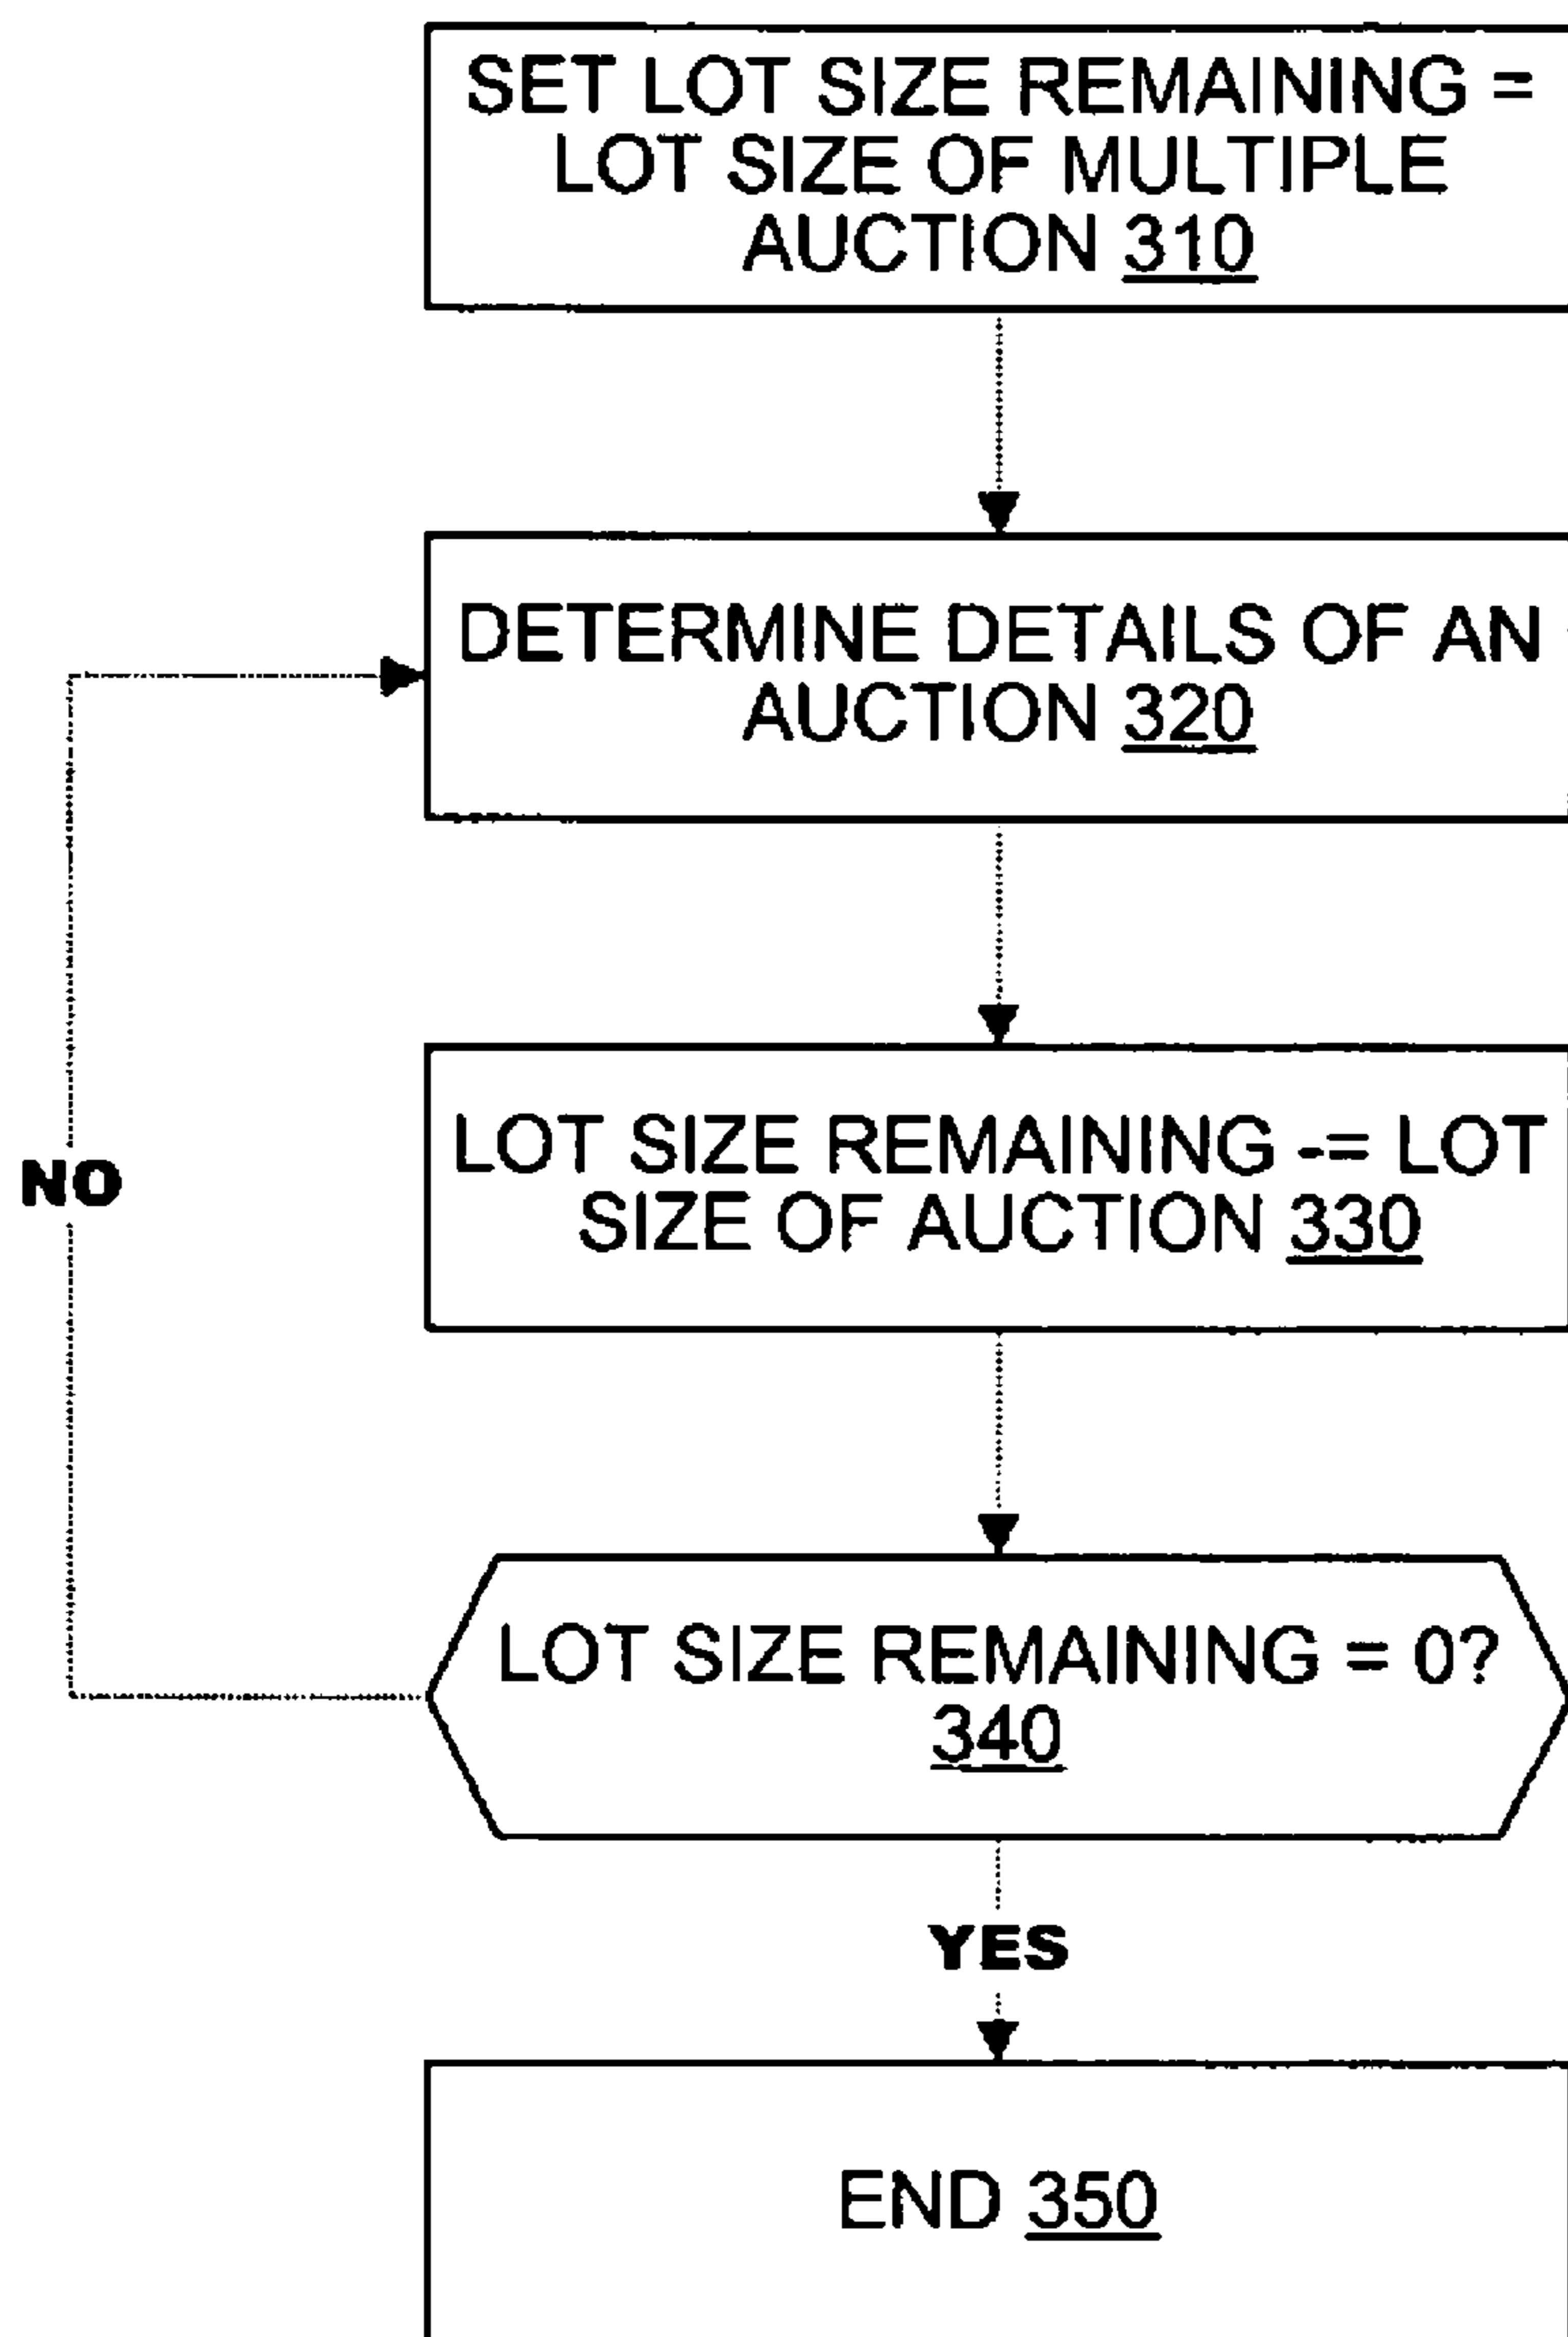 SET LOT SIZE REMAINING =
LOT SIZE OF MULTIPLE
AUCTION 310
DETERMINE DETAILS OF AN
AUCTION 320
LOT SIZE REMAINING -= LOT
SIZE OF AUCTION 330
NO
LOT SIZE REMAINING = 0?
340
YES
END 350